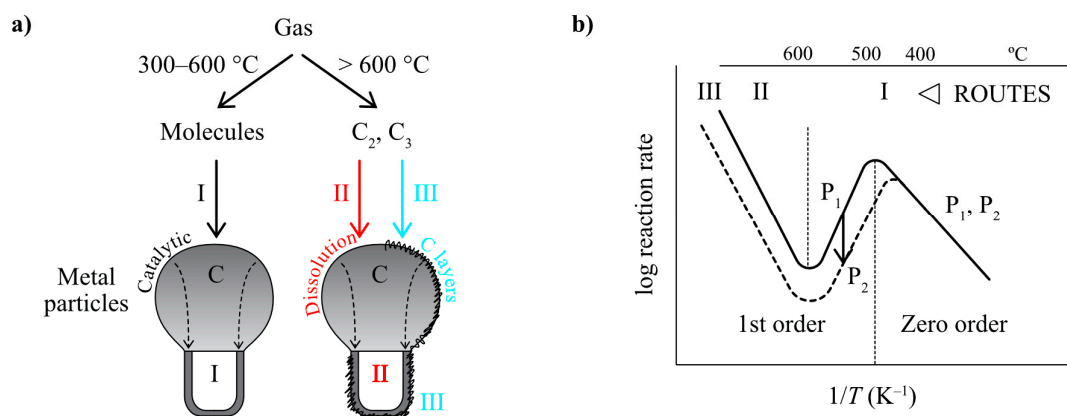 a)
Gas
300–600 °C
> 600 °C
Molecules
C₂, C₃
I
II
III
Catalytic
Dissolution
C layers
Metal
particles
C
C
I
II
III
b)
600
500
400
ºC
III
II
I
◁ ROUTES
log reaction rate
P₁
P₂
P₁, P₂
1st order
Zero order
1/T (K⁻¹)